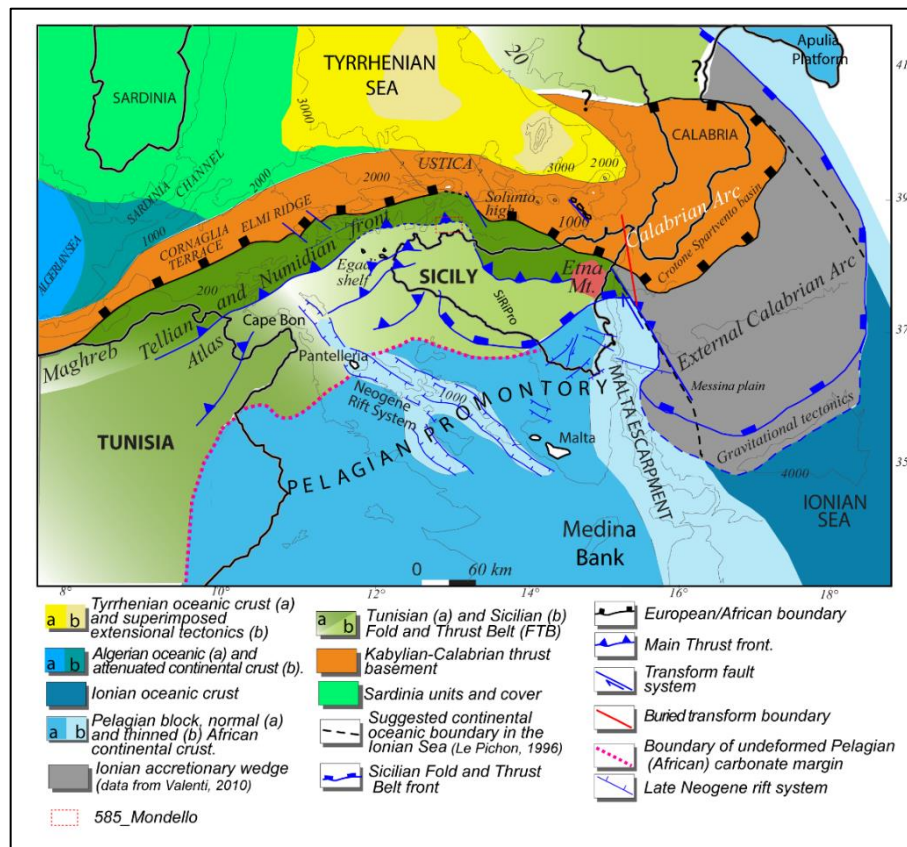 Apulia
Platform
41
TYRRHENIAN
SEA
20
?
?
SARDINIA
3000
CALABRIA
39
SARDINIA
CHANNEL
2000
USTICA
2000
3000
2000
Solunto
high
1000
Calabrian Arc
1000
CORNAGLIA
TERRACE
ELMI RIDGE
ALGERIAN SEA
Crotone Spartvento basin
Tellian and Numidian front
Egadi
shelf
SICILY
Etna
Mt.
200
SiRiPro
External Calabrian Arc
Maghreb
Atlas
Cape Bon
37
Pantelleria
Messina plain
Neogene
Rift System
1000
PELAGIAN PROMONTORY
MALTA ESCARPMENT
TUNISIA
Malta
Gravitational tectonics
35
4000
IONIAN
SEA
Medina
Bank
0 60 km
8° 10° 12° 14° 16° 18°
a b Tyrrhenian oceanic crust (a)
and superimposed
extensional tectonics (b)
a b Algerian oceanic (a) and
attenuated continental crust (b).
Ionian oceanic crust
a b Pelagian block, normal (a)
and thinned (b) African
continental crust.
Ionian accretionary wedge
(data from Valenti, 2010)
585_Mondello
a b Tunisian (a) and Sicilian (b)
Fold and Thrust Belt (FTB)
Kabylian-Calabrian thrust
basement
Sardinia units and cover
Suggested continental
oceanic boundary in the
Ionian Sea (Le Pichon, 1996)
Sicilian Fold and Thrust
Belt front
European/African boundary
Main Thrust front.
Transform fault
system
Buried transform boundary
Boundary of undeformed Pelagian
(African) carbonate margin
Late Neogene rift system